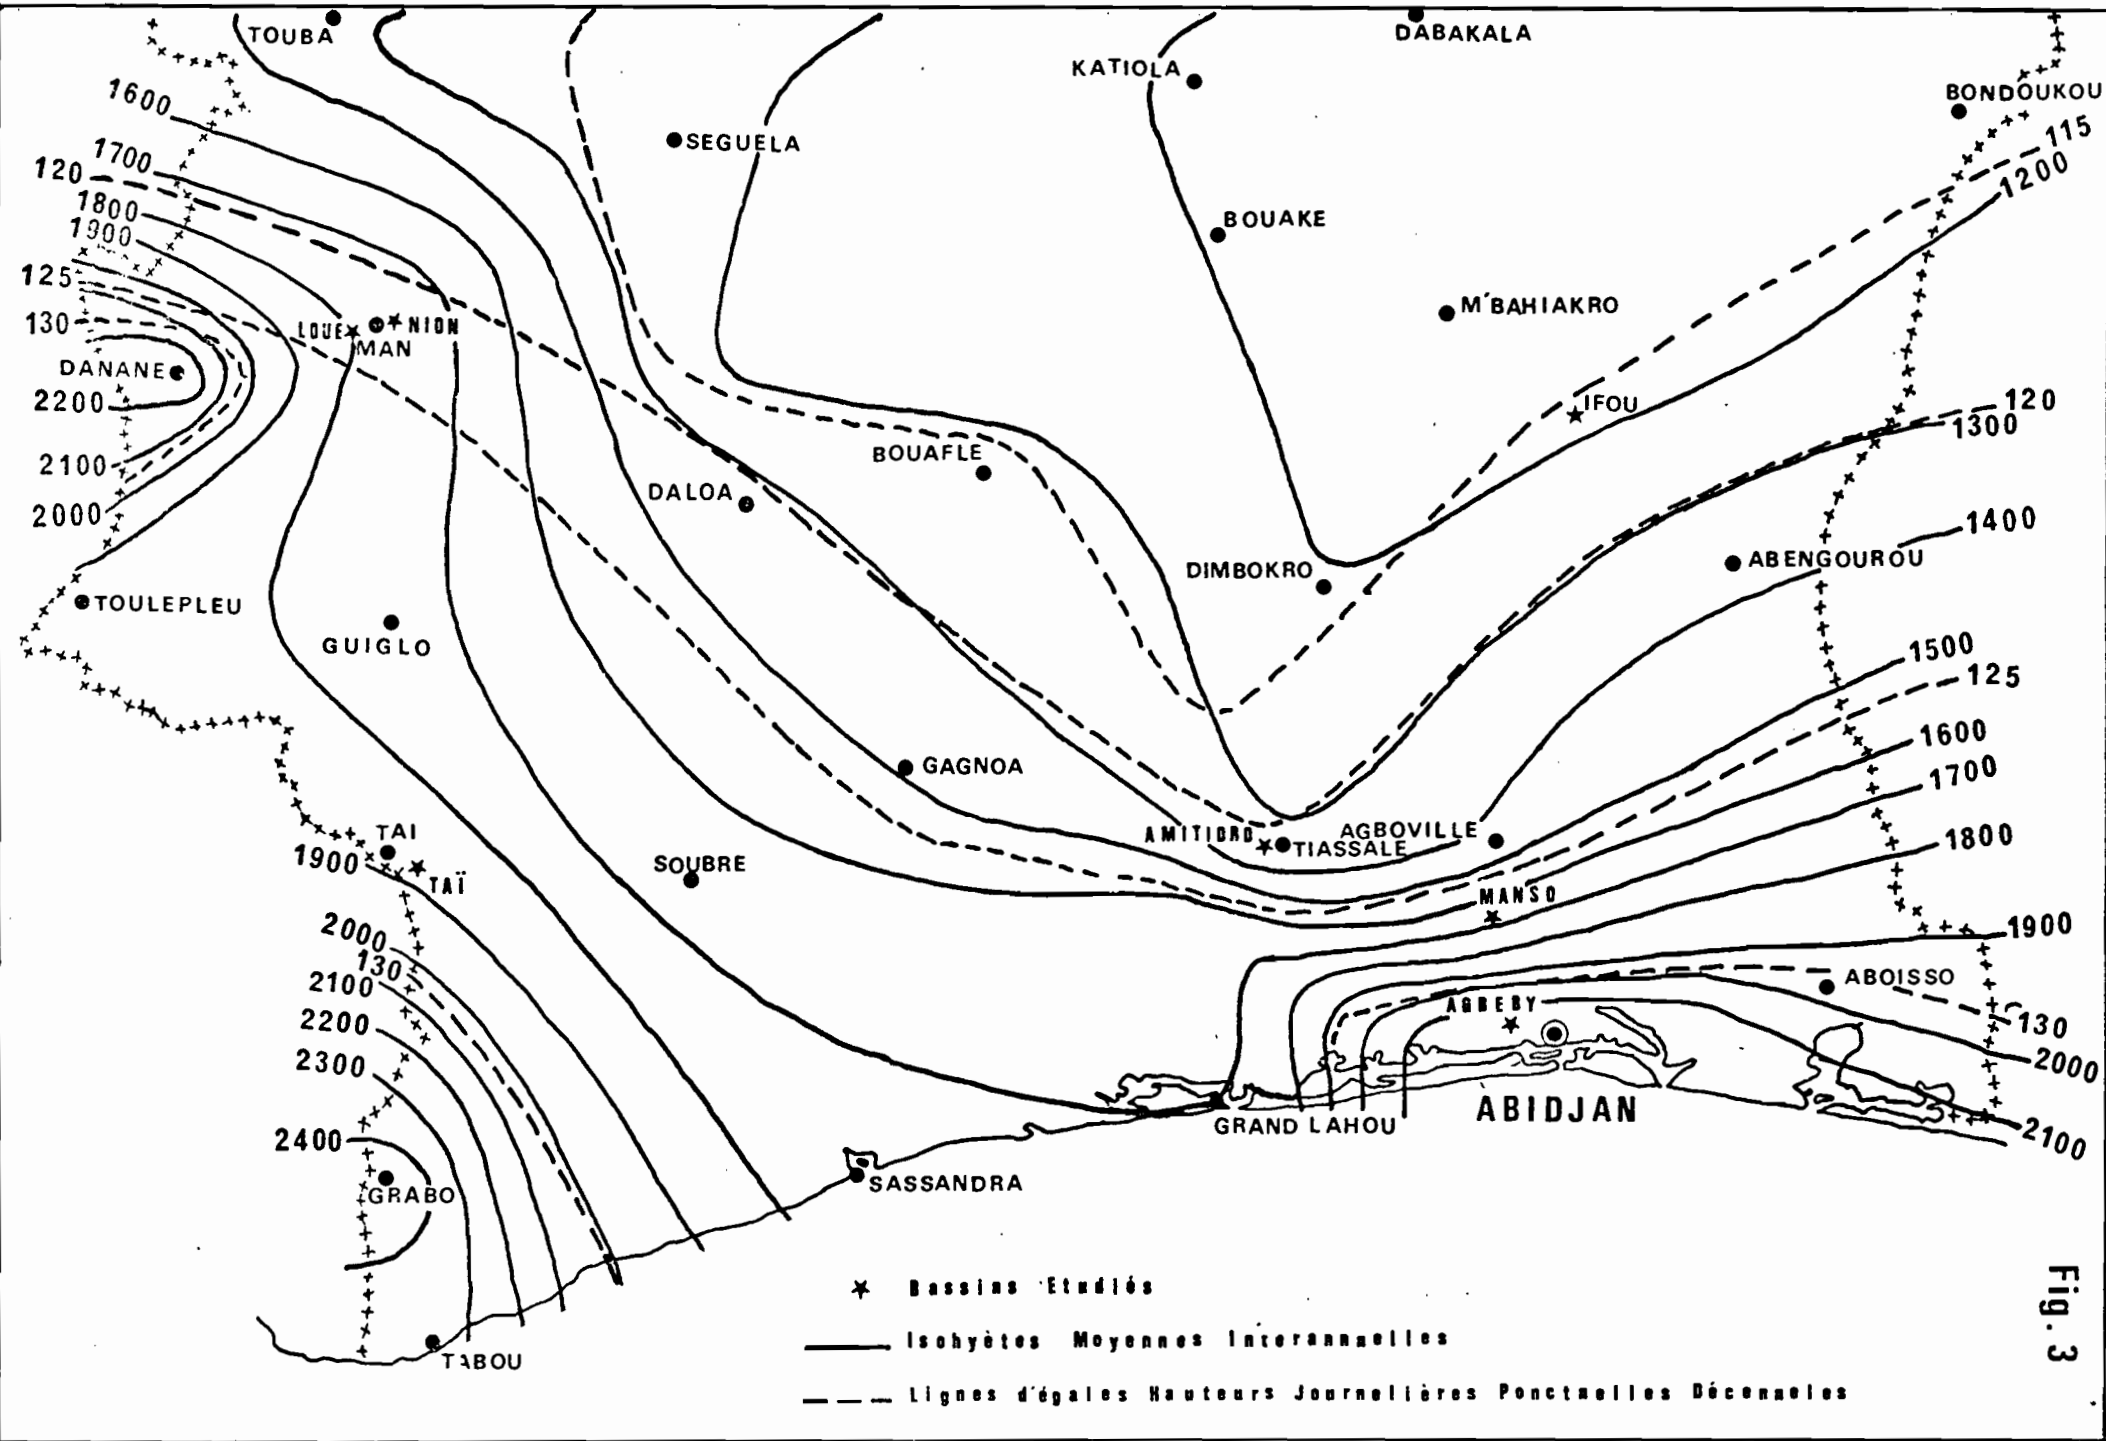 TOUBA
DABAKALA
KATIOLA
BONDOUKOU
1600
115
SEGUELA
1700
120
1200
1800
BOUAKE
1900
125
M'BAHIAKRO
130
LOUE
NION
MAN
DANANE
2200
IFOU
120
1300
BOUAFLE
2100
DALOA
2000
1400
ABENGOUROU
DIMBOKRO
TOULEPLEU
GUIGLO
1500
125
1600
GAGNOA
1700
TAI
AMITIORO
AGBOVILLE
TIASSALE
1800
1900
SOUBRE
TAÏ
MANSO
2000
1900
130
2100
ABOISSO
AGBEBY
2200
130
2300
2000
ABIDJAN
GRAND LAHOU
2400
2100
SASSANDRA
GRABO
TABOU
Bassins Etudiés
Isohyètes Moyennes Interannuelles
Lignes d'égales Hauteurs Journelières Ponctuelles Décennales
Fig. 3